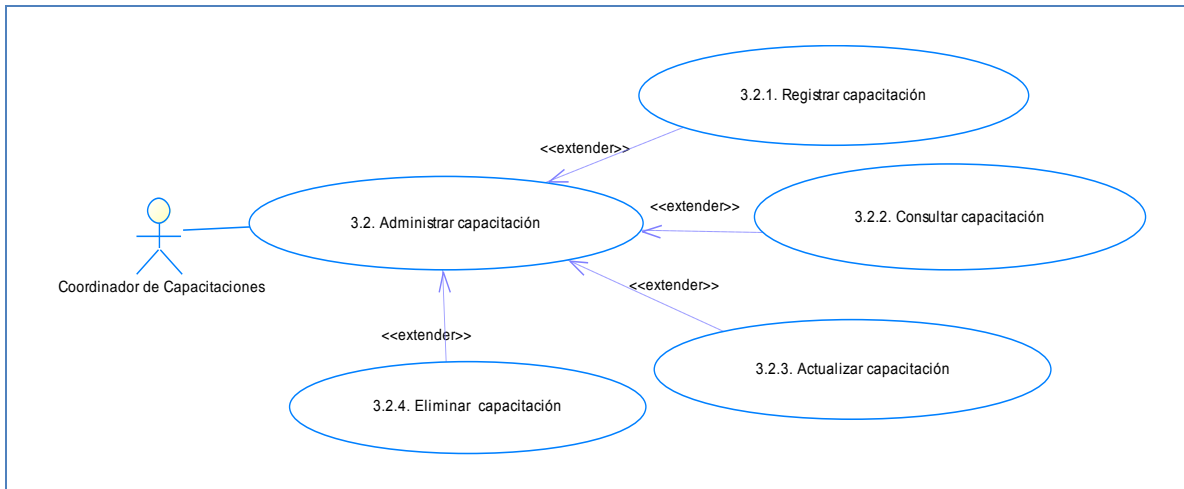 3.2.1. Registrar capacitación
<<extender>>
3.2. Administrar capacitación
<<extender>>
3.2.2. Consultar capacitación
Coordinador de Capacitaciones
<<extender>>
<<extender>>
3.2.3. Actualizar capacitación
3.2.4. Eliminar capacitación